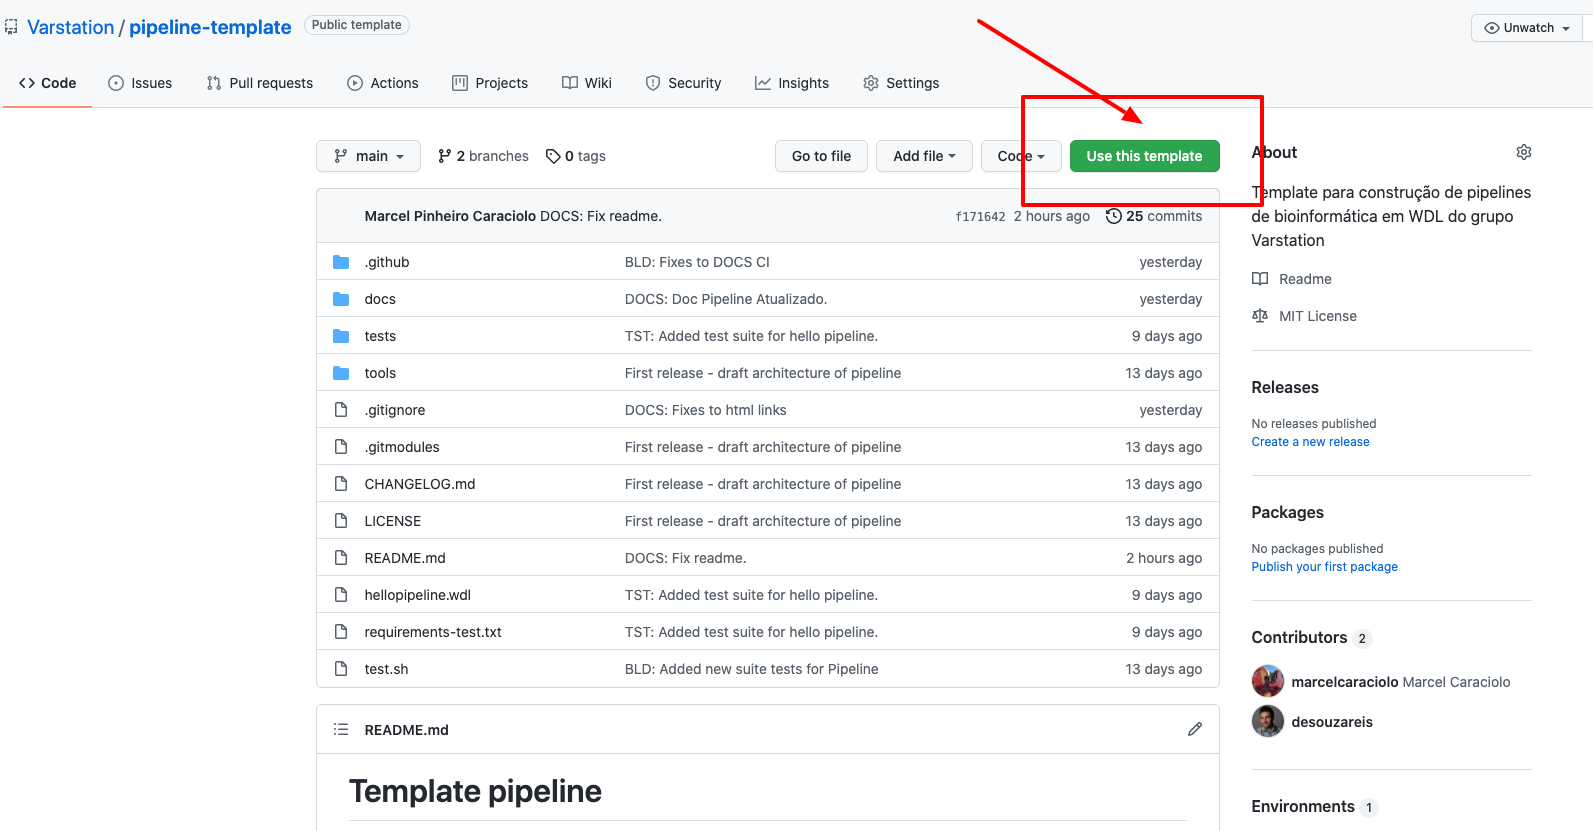 Varstation / pipeline-template Public template
Unwatch
Code Issues Pull requests Actions Projects Wiki Security Insights Settings
main 2 branches 0 tags Go to file Add file Code Use this template
Marcel Pinheiro Caraciolo DOCS: Fix readme. f171642 2 hours ago 25 commits
.github BLD: Fixes to DOCS CI yesterday
docs DOCS: Doc Pipeline Atualizado. yesterday
tests TST: Added test suite for hello pipeline. 9 days ago
tools First release - draft architecture of pipeline 13 days ago
.gitignore DOCS: Fixes to html links yesterday
.gitmodules First release - draft architecture of pipeline 13 days ago
CHANGELOG.md First release - draft architecture of pipeline 13 days ago
LICENSE First release - draft architecture of pipeline 13 days ago
README.md DOCS: Fix readme. 2 hours ago
hellopipeline.wdl TST: Added test suite for hello pipeline. 9 days ago
requirements-test.txt TST: Added test suite for hello pipeline. 9 days ago
test.sh BLD: Added new suite tests for Pipeline 13 days ago
README.md
Template pipeline
About
Template para construção de pipelines
de bioinformática em WDL do grupo
Varstation
Readme
MIT License
Releases
No releases published
Create a new release
Packages
No packages published
Publish your first package
Contributors 2
marcelcaraciolo Marcel Caraciolo
desouzareis
Environments 1